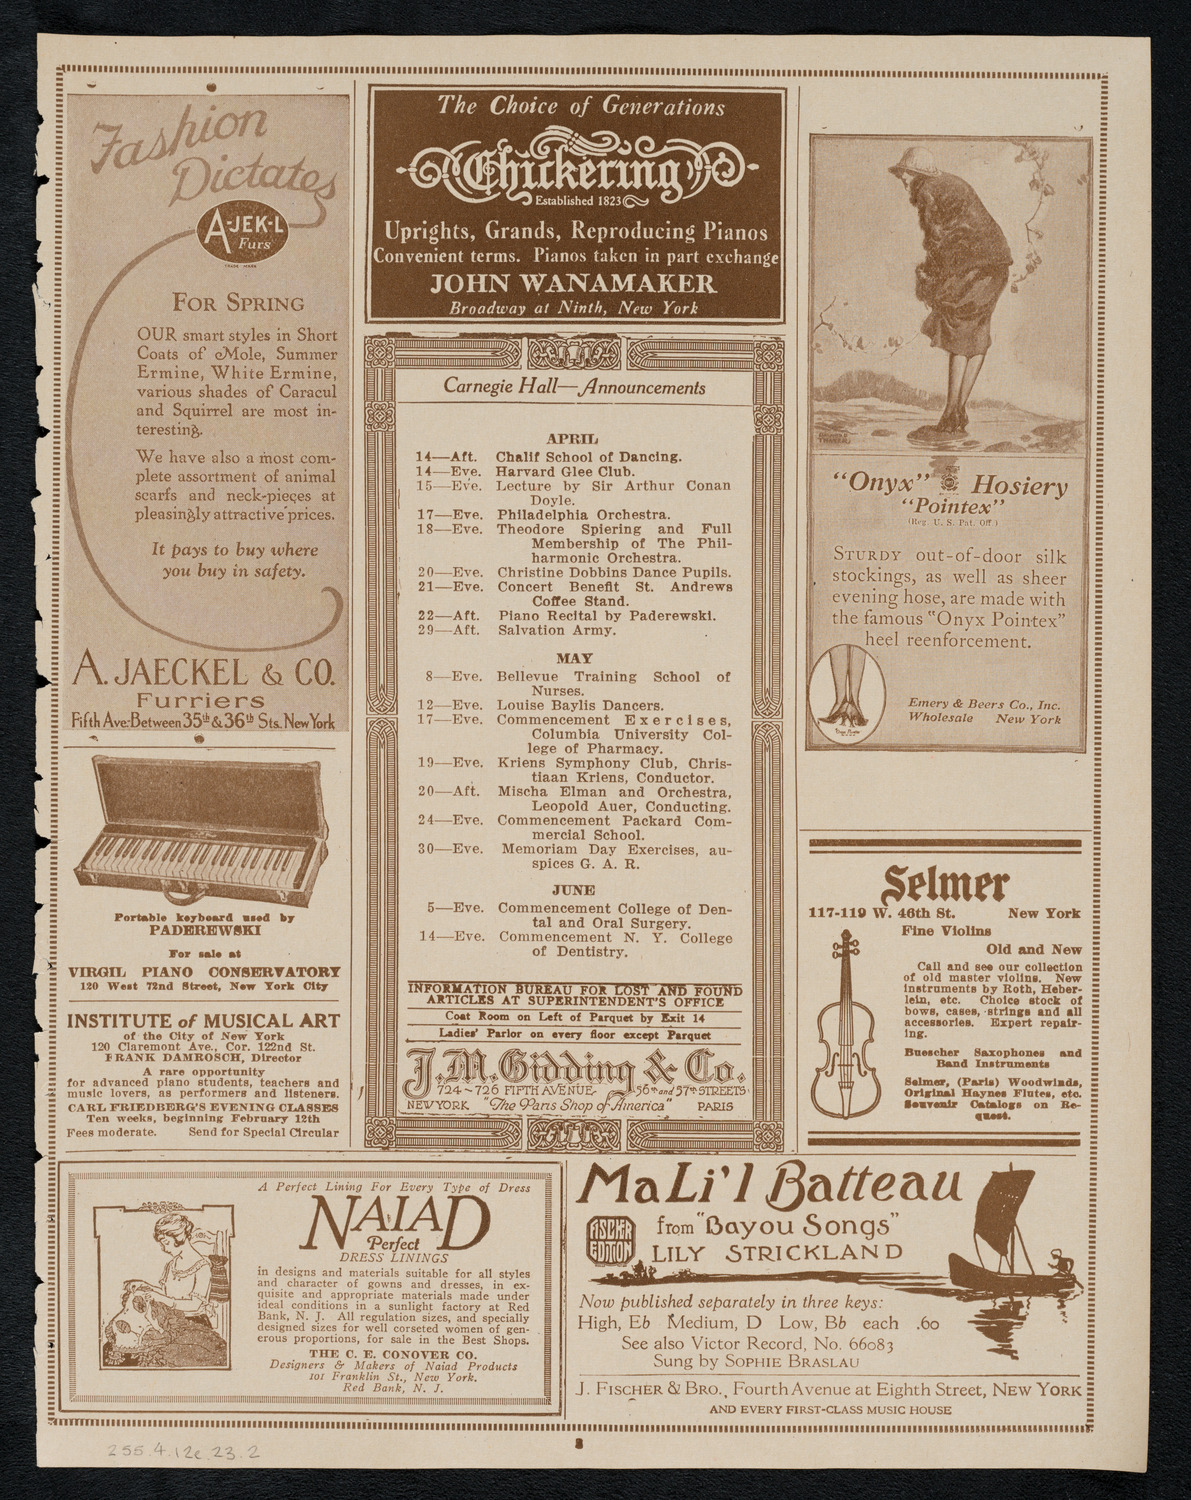 Fashion
Dictates
A-JEK-L
Furs
TRADE MARK
FOR SPRING
OUR smart styles in Short
Coats of Mole, Summer
Ermine, White Ermine,
various shades of Caracul
and Squirrel are most in-
teresting.
We have also a most com-
plete assortment of animal
scarfs and neck-pieces at
pleasingly attractive prices.
It pays to buy where
you buy in safety.
A. JAECKEL & CO.
Furriers
Fifth Ave. Between 35th & 36th Sts. New York
Portable keyboard used by
PADEREWSKI
For sale at
VIRGIL PIANO CONSERVATORY
120 West 72nd Street, New York City
INSTITUTE of MUSICAL ART
of the City of New York
120 Claremont Ave., Cor. 122nd St.
FRANK DAMROSCH, Director
A rare opportunity
for advanced piano students, teachers and
music lovers, as performers and listeners.
CARL FRIEDBERG'S EVENING CLASSES
Ten weeks, beginning February 12th
Fees moderate. Send for Special Circular
The Choice of Generations
Chickering
Established 1823
Uprights, Grands, Reproducing Pianos
Convenient terms. Pianos taken in part exchange
JOHN WANAMAKER
Broadway at Ninth, New York
Carnegie Hall—Announcements
APRIL
14—Aft. Chalif School of Dancing.
14—Eve. Harvard Glee Club.
15—Eve. Lecture by Sir Arthur Conan
Doyle.
17—Eve. Philadelphia Orchestra.
18—Eve. Theodore Spiering and Full
Membership of The Phil-
harmonic Orchestra.
20—Eve. Christine Dobbins Dance Pupils.
21—Eve. Concert Benefit St. Andrews
Coffee Stand.
22—Aft. Piano Recital by Paderewski.
29—Aft. Salvation Army.
MAY
8—Eve. Bellevue Training School of
Nurses.
12—Eve. Louise Baylis Dancers.
17—Eve. Commencement Exercises,
Columbia University Col-
lege of Pharmacy.
19—Eve. Kriens Symphony Club, Chris-
tiaan Kriens, Conductor.
20—Aft. Mischa Elman and Orchestra,
Leopold Auer, Conducting.
24—Eve. Commencement Packard Com-
mercial School.
30—Eve. Memoriam Day Exercises, au-
spices G. A. R.
JUNE
5—Eve. Commencement College of Den-
tal and Oral Surgery.
14—Eve. Commencement N. Y. College
of Dentistry.
INFORMATION BUREAU FOR LOST AND FOUND
ARTICLES AT SUPERINTENDENT'S OFFICE
Coat Room on Left of Parquet by Exit 14
Ladies' Parlor on every floor except Parquet
J.M. Gidding & Co.
724~726 FIFTH AVENUE- 56th and 57th STREETS
NEW YORK "The Paris Shop of America" PARIS
"Onyx" Hosiery
"Pointex"
(Reg. U. S. Pat. Off.)
STURDY out-of-door silk
stockings, as well as sheer
evening hose, are made with
the famous "Onyx Pointex"
heel reenforcement.
Emery & Beers Co., Inc.
Wholesale New York
Selmer
117-119 W. 46th St. New York
Fine Violins
Old and New
Call and see our collection
of old master violins. New
instruments by Roth, Heber-
lein, etc. Choice stock of
bows, cases, strings and all
accessories. Expert repair-
ing.
Buescher Saxophones and
Band Instruments
Selmer, (Paris) Woodwinds,
Original Haynes Flutes, etc.
Souvenir Catalogs on Re-
quest.
A Perfect Lining For Every Type of Dress
NAIAD
Perfect
DRESS LININGS
in designs and materials suitable for all styles
and character of gowns and dresses, in ex-
quisite and appropriate materials made under
ideal conditions in a sunlight factory at Red
Bank, N. J. All regulation sizes, and specially
designed sizes for well corseted women of gen-
erous proportions, for sale in the Best Shops.
THE C. E. CONOVER CO.
Designers & Makers of Naiad Products
101 Franklin St., New York.
Red Bank, N. J.
Ma Li'l Batteau
FISCHER
EDITION
from "Bayou Songs"
LILY STRICKLAND
Now published separately in three keys:
High, Eb Medium, D Low, Bb each .60
See also Victor Record, No. 66083
Sung by SOPHIE BRASLAU
J. FISCHER & BRO., Fourth Avenue at Eighth Street, NEW YORK
AND EVERY FIRST-CLASS MUSIC HOUSE
255.4.12e.23.2